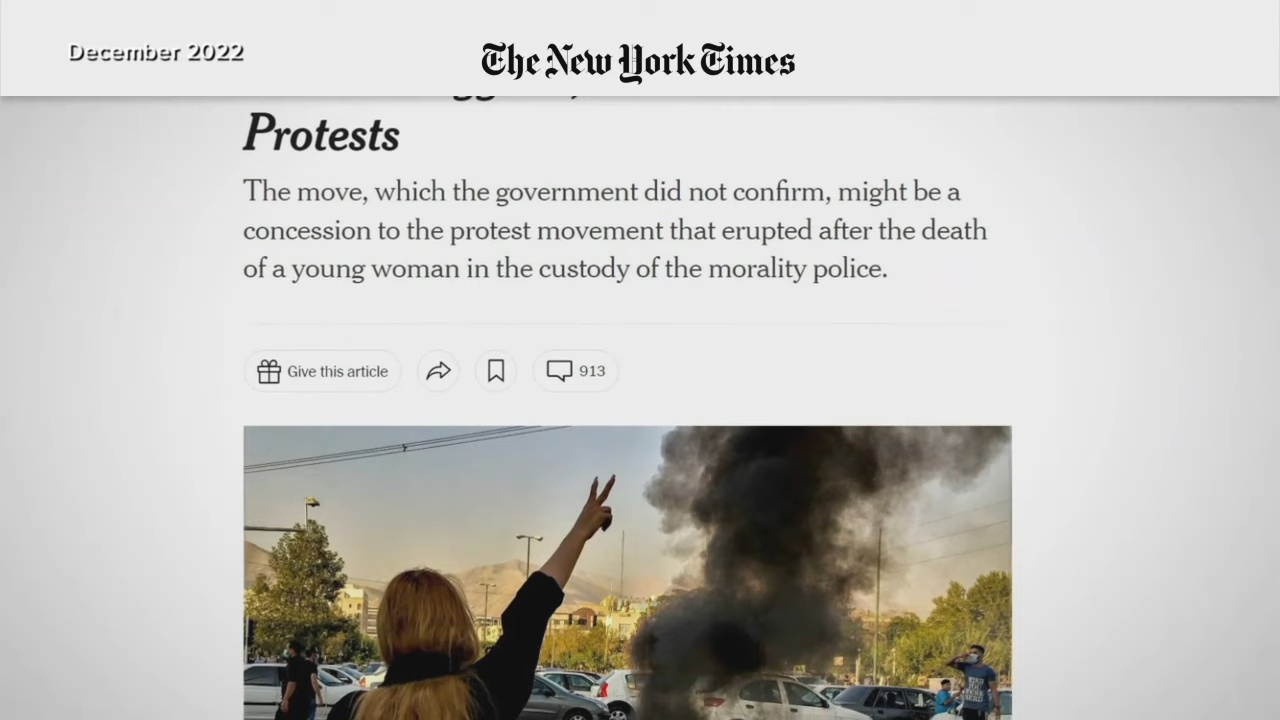 December 2022
The New York Times
Protests
The move, which the government did not confirm, might be a
concession to the protest movement that erupted after the death
of a young woman in the custody of the morality police.
Give this article
913